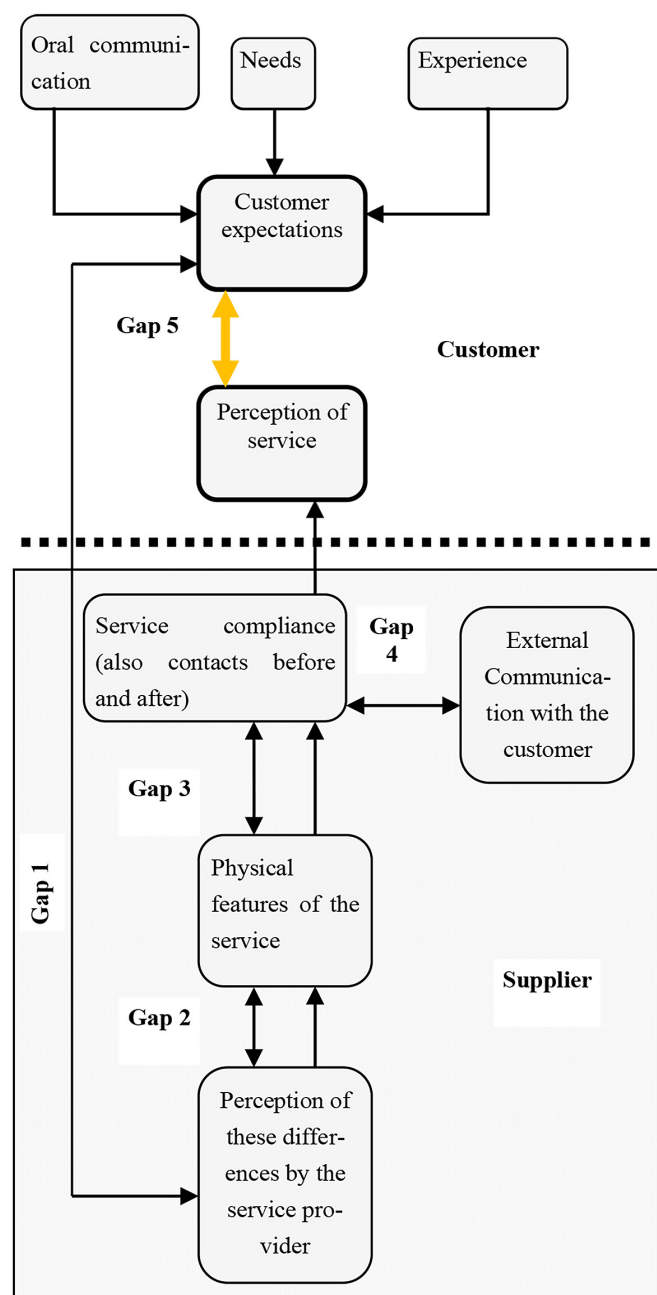 Oral communi-
cation
Needs
Experience
Customer
expectations
Gap 5
Customer
Perception of
service
Service compliance
(also contacts before
and after)
Gap
4
External
Communica-
tion with the
customer
Gap 3
Gap 1
Physical
features of the
service
Supplier
Gap 2
Perception of
these differ-
ences by the
service pro-
vider